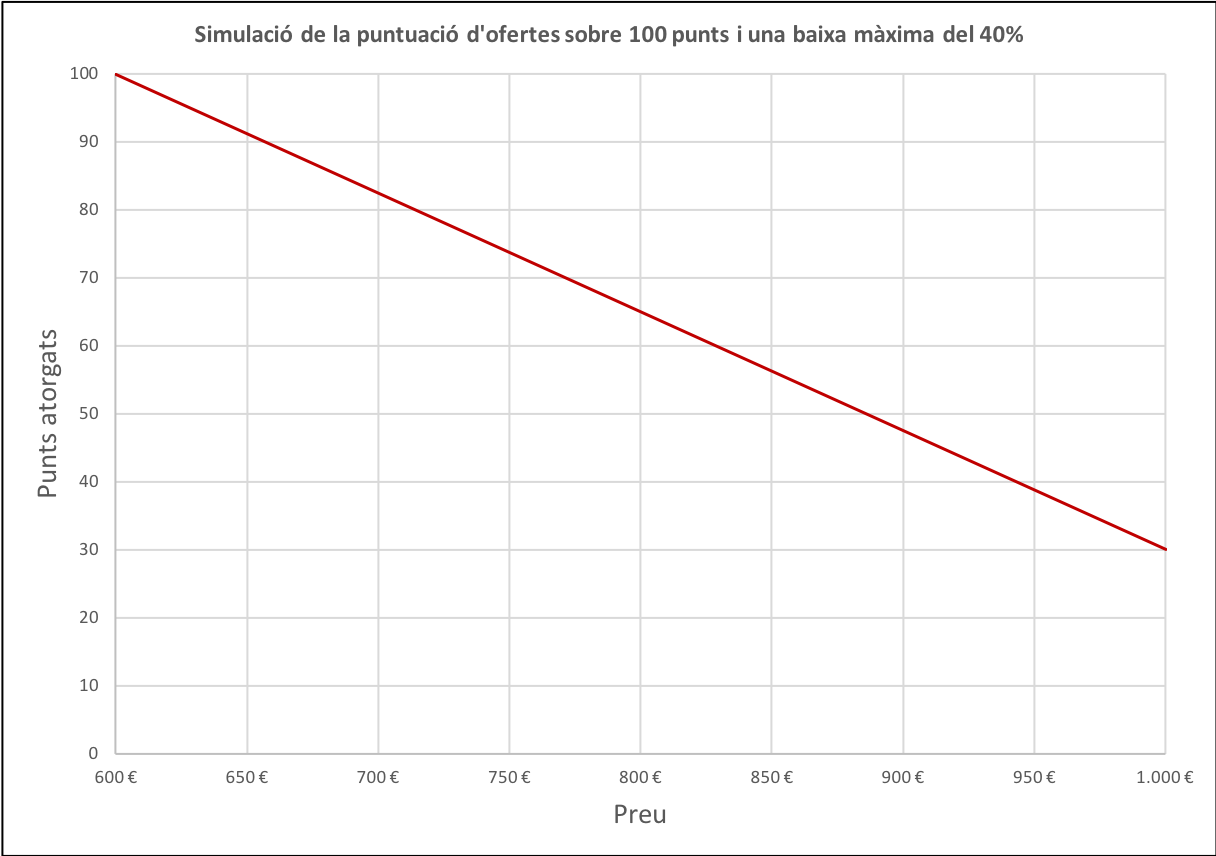 Simulació de la puntuació d'ofertes sobre 100 punts i una baixa màxima del 40%
100
90
80
70
60
50
40
30
20
10
0
Punts atorgats
600 € 650 € 700 € 750 € 800 € 850 € 900 € 950 € 1.000 €
Preu